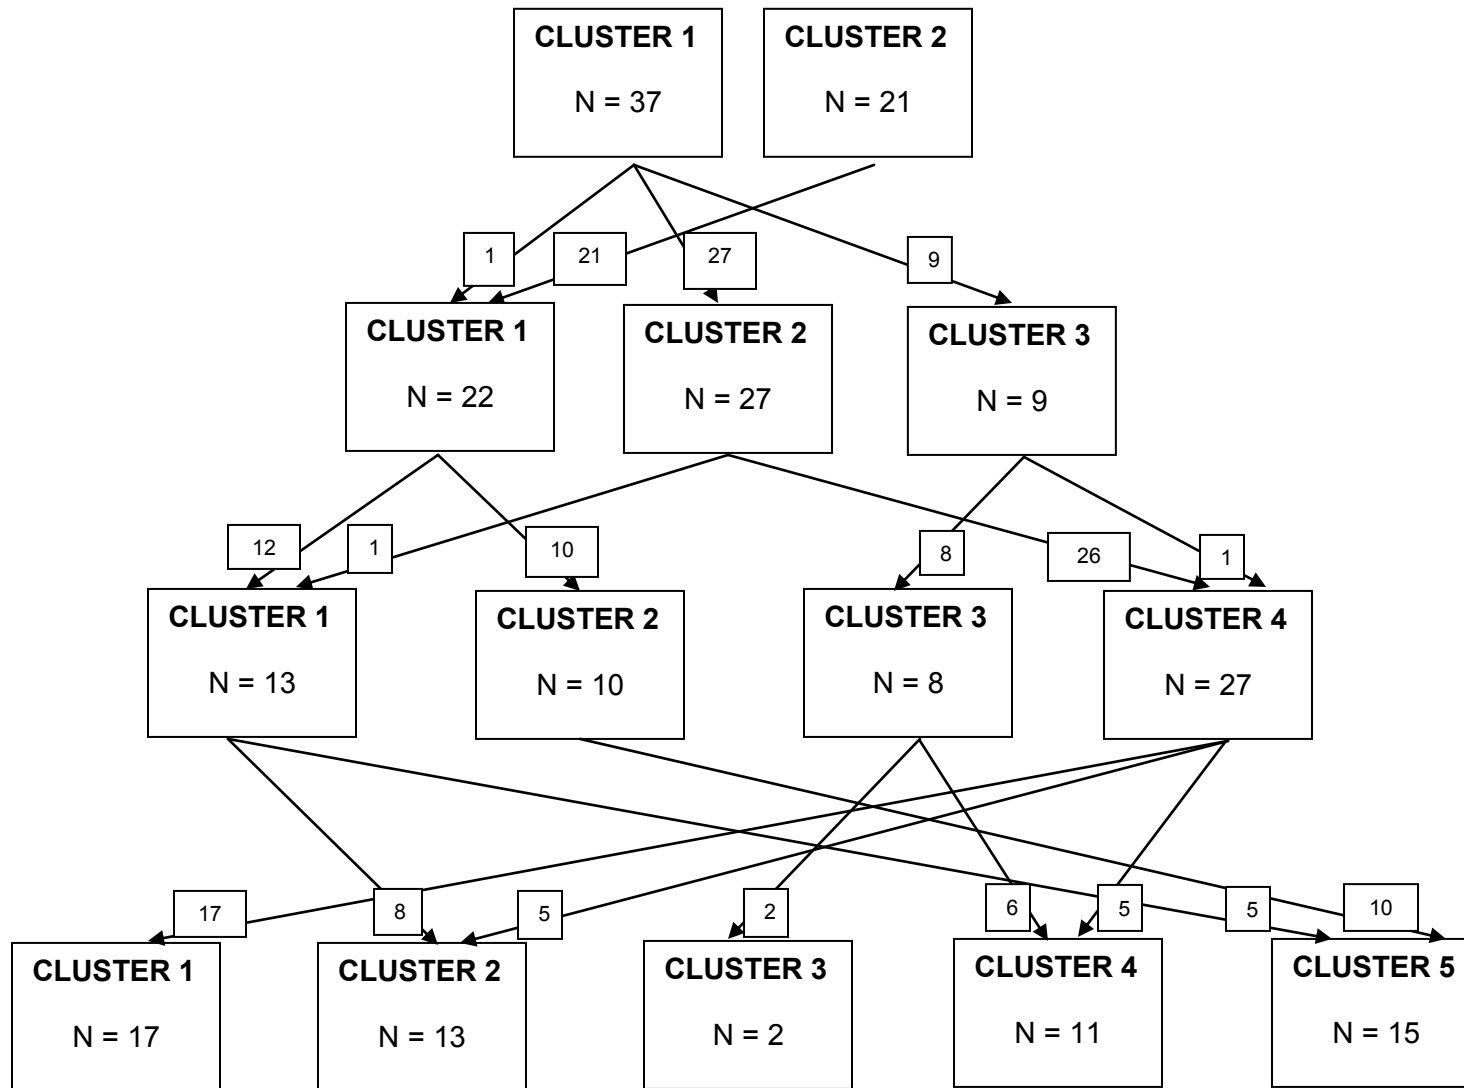 CLUSTER 1
N = 37
CLUSTER 2
N = 21
1
21
27
9
CLUSTER 1
N = 22
CLUSTER 2
N = 27
CLUSTER 3
N = 9
12
1
10
8
26
1
CLUSTER 1
N = 13
CLUSTER 2
N = 10
CLUSTER 3
N = 8
CLUSTER 4
N = 27
17
8
5
2
6
5
5
10
CLUSTER 1
N = 17
CLUSTER 2
N = 13
CLUSTER 3
N = 2
CLUSTER 4
N = 11
CLUSTER 5
N = 15